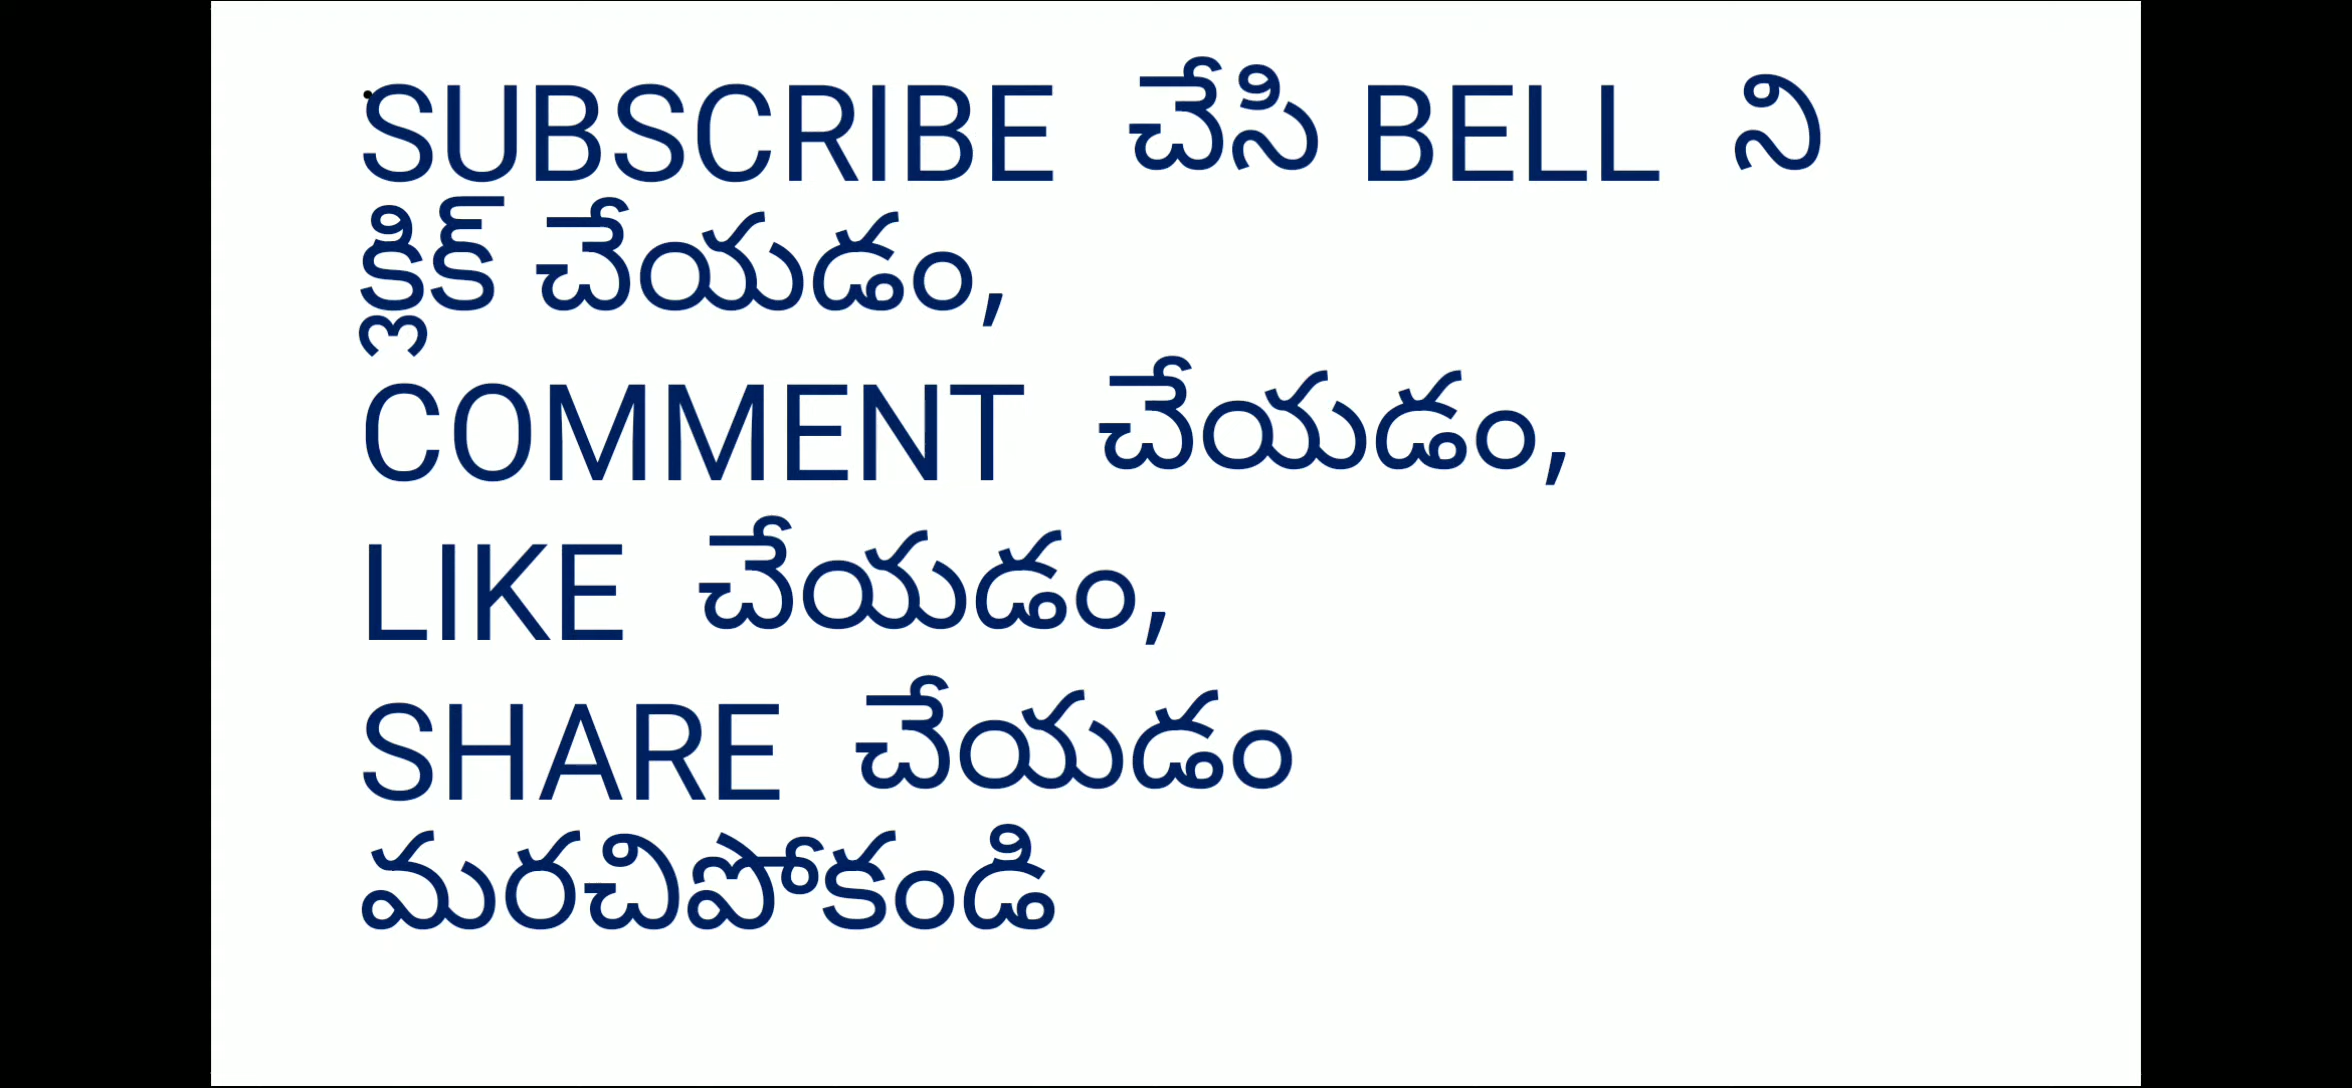 SUBSCRIBE చేసి BELL ని
క్లిక్ చేయడం,
COMMENT చేయడం,
LIKE చేయడం,
SHARE చేయడం
మరచిపోకండి